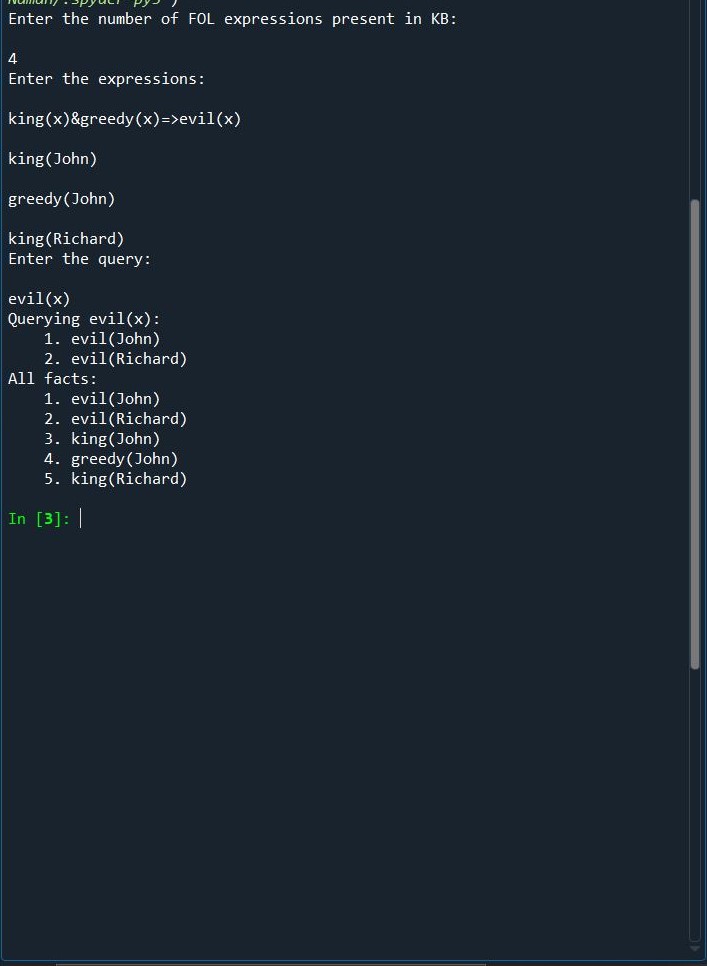 Enter the number of FOL expressions present in KB:
4
Enter the expressions:
king(x)&greedy(x)=>evil(x)
king(John)
greedy(John)
king(Richard)
Enter the query:
evil(x)
Querying evil(x):
    1. evil(John)
    2. evil(Richard)
All facts:
    1. evil(John)
    2. evil(Richard)
    3. king(John)
    4. greedy(John)
    5. king(Richard)
In [3]: